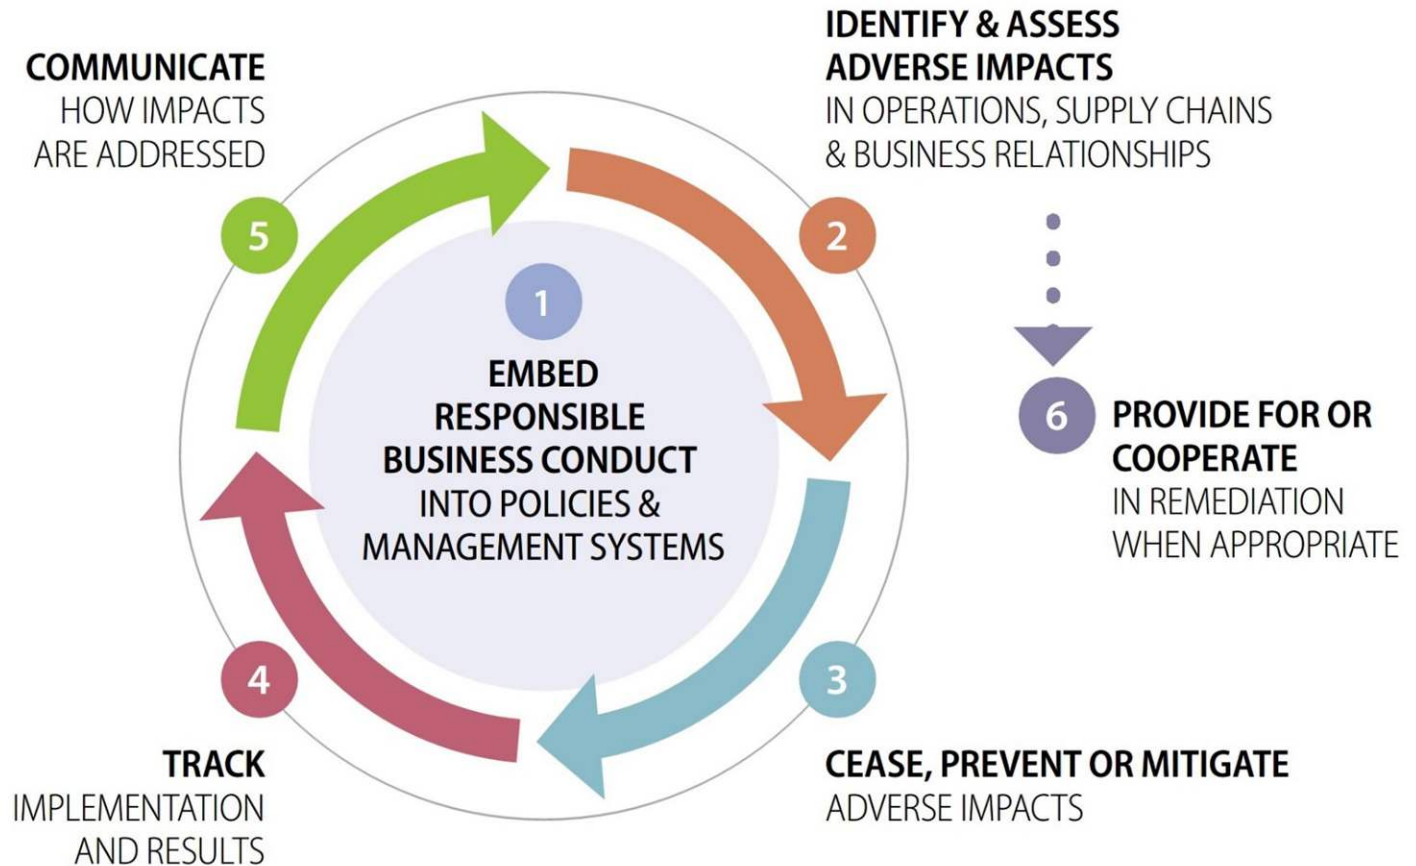 1
EMBED
RESPONSIBLE
BUSINESS CONDUCT
INTO POLICIES &
MANAGEMENT SYSTEMS
2
IDENTIFY & ASSESS
ADVERSE IMPACTS
IN OPERATIONS, SUPPLY CHAINS
& BUSINESS RELATIONSHIPS
3
CEASE, PREVENT OR MITIGATE
ADVERSE IMPACTS
4
TRACK
IMPLEMENTATION
AND RESULTS
5
COMMUNICATE
HOW IMPACTS
ARE ADDRESSED
6
PROVIDE FOR OR
COOPERATE
IN REMEDIATION
WHEN APPROPRIATE